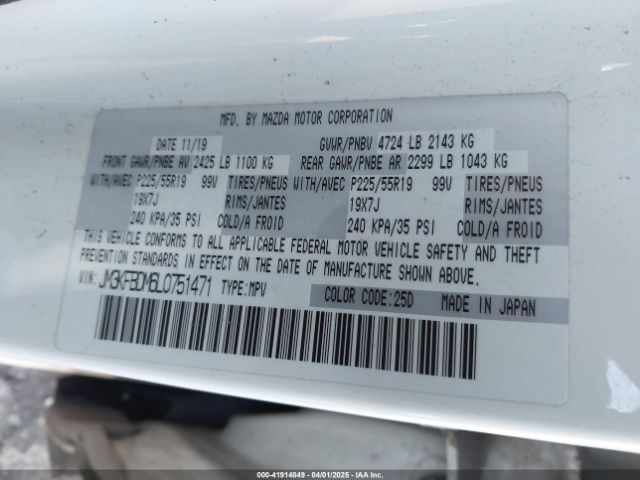 MFD. BY MAZDA MOTOR CORPORATION
DATE 11/19 GVWR/PNBV 4724 LB 2143 KG
FRONT GAWR/PNBE AV 2425 LB 1100 KG REAR GAWR/PNBE AR 2299 LB 1043 KG
WITH/AVEC P225/55R19 99V TIRES/PNEUS WITH/AVEC P225/55R19 99V TIRES/PNEUS
19X7J RIMS/JANTES 19X7J RIMS/JANTES
240 KPA/35 PSI COLD/A FROID 240 KPA/35 PSI COLD/A FROID
THIS VEHICLE CONFORMS TO ALL APPLICABLE FEDERAL MOTOR VEHICLE SAFETY AND THEFT
PREVENTION STANDARDS IN EFFECT ON THE DATE OF MANUFACTURE SHOWN ABOVE.
VIN: JM3KFBDM6L0751471 TYPE:MPV COLOR CODE:25D MADE IN JAPAN
00-41914849 04/01/2025 IAA Inc.